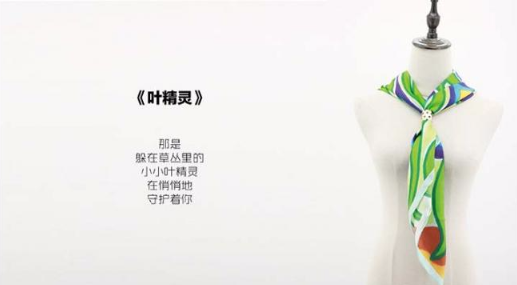 《叶精灵》
那是
躲在草丛里的
小小叶精灵
在悄悄地
守护着你